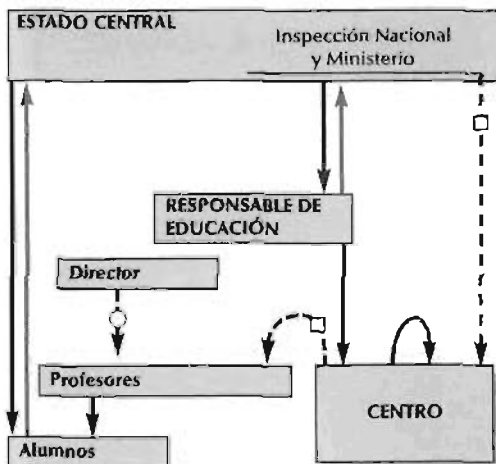 ESTADO CENTRAL
Inspección Nacional
y Ministerio
RESPONSABLE DE
EDUCACIÓN
Director
Profesores
CENTRO
Alumnos